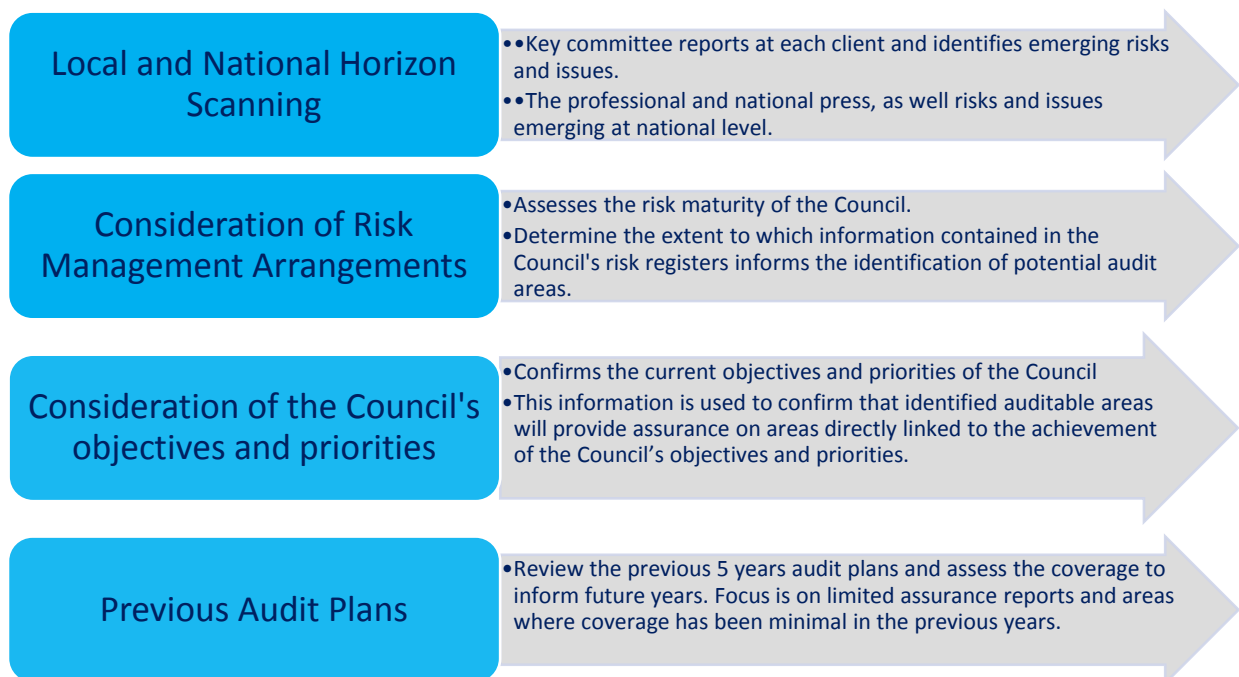 Local and National Horizon
Scanning
••Key committee reports at each client and identifies emerging risks
and issues.
••The professional and national press, as well risks and issues
emerging at national level.
Consideration of Risk
Management Arrangements
•Assesses the risk maturity of the Council.
•Determine the extent to which information contained in the
Council's risk registers informs the identification of potential audit
areas.
Consideration of the Council's
objectives and priorities
•Confirms the current objectives and priorities of the Council
•This information is used to confirm that identified auditable areas
will provide assurance on areas directly linked to the achievement
of the Council’s objectives and priorities.
Previous Audit Plans
•Review the previous 5 years audit plans and assess the coverage to
inform future years. Focus is on limited assurance reports and areas
where coverage has been minimal in the previous years.